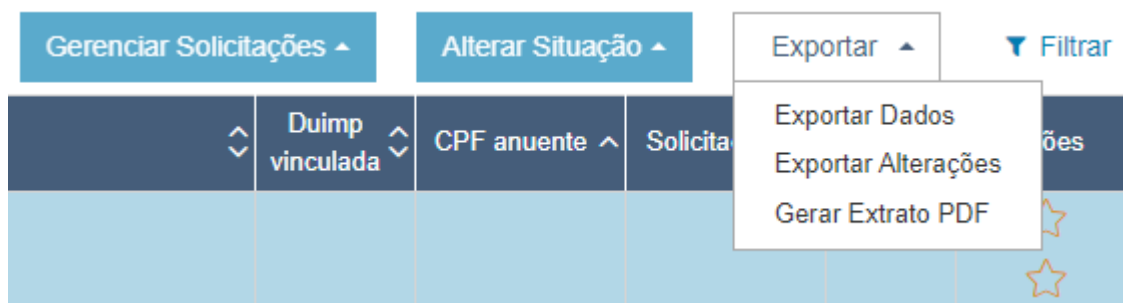 Gerenciar Solicitações
Alterar Situação
Exportar
Filtrar
Duimp
vinculada
CPF anuente
Exportar Dados
Exportar Alterações
Gerar Extrato PDF